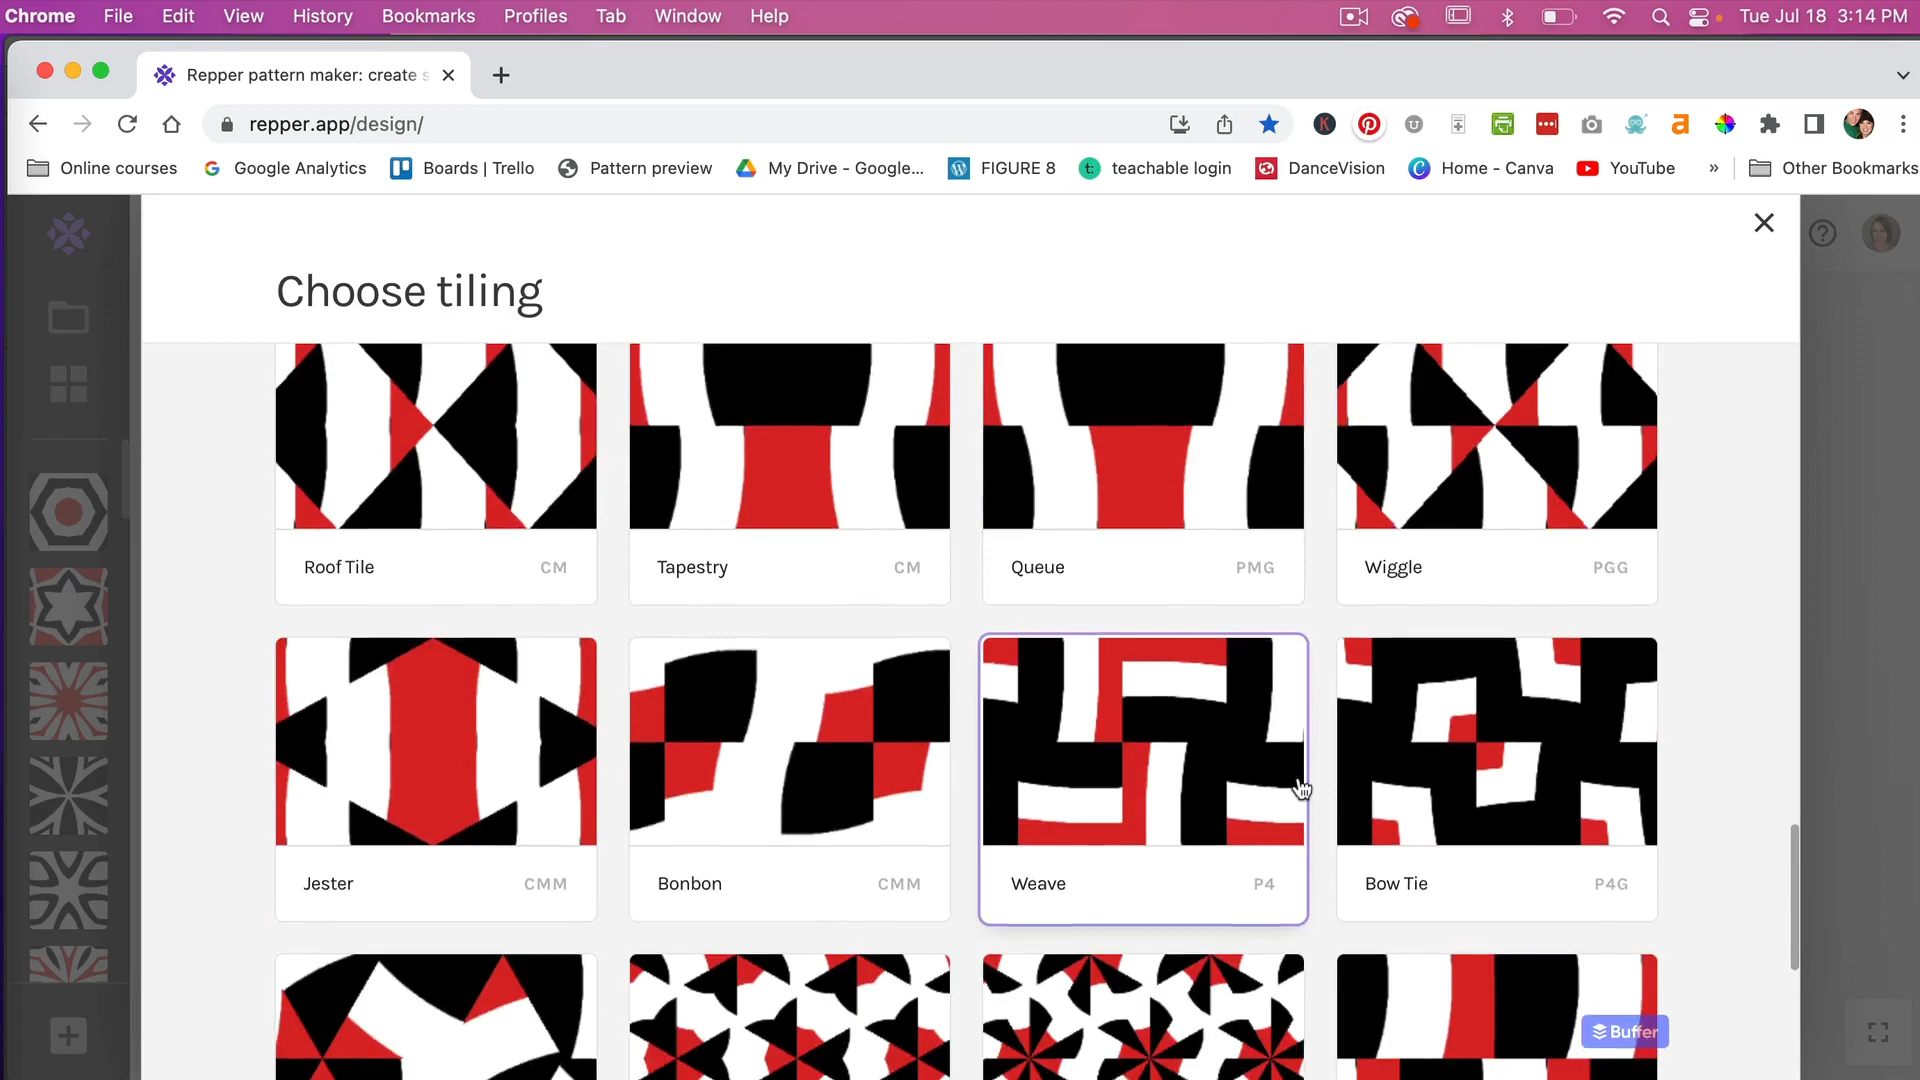 Chrome File Edit View History Bookmarks Profiles Tab Window Help Tue Jul 18 3:14 PM
Repper pattern maker: create s
repper.app/design/
Online courses Google Analytics Boards | Trello Pattern preview My Drive - Google... FIGURE 8 teachable login DanceVision Home - Canva YouTube » Other Bookmarks
Choose tiling
Roof Tile CM Tapestry CM Queue PMG Wiggle PGG
Jester CMM Bonbon CMM Weave P4 Bow Tie P4G
Buffer